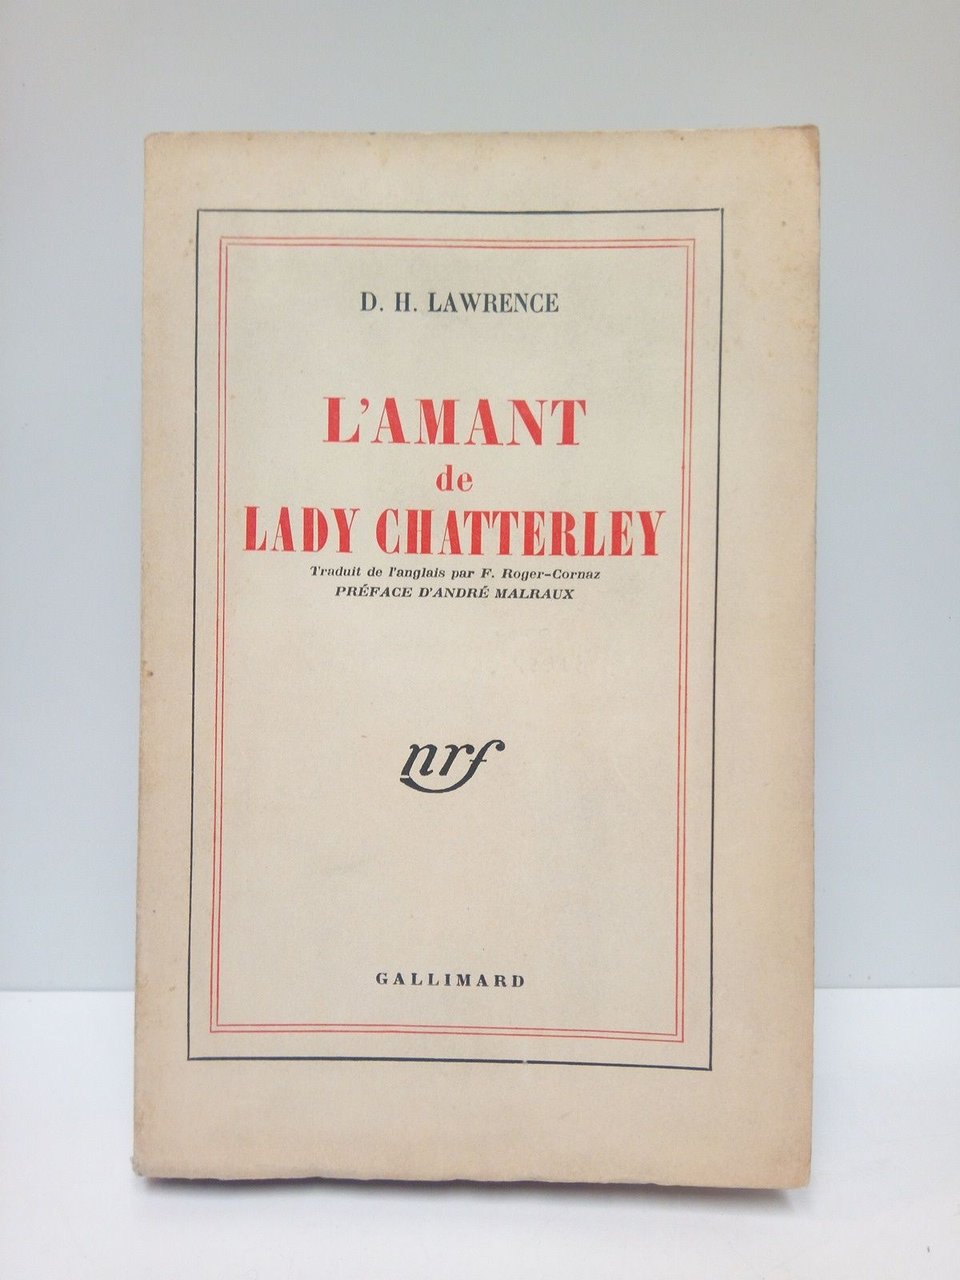 D. H. LAWRENCE
L'AMANT
de
LADY CHATTERLEY
Traduit de l'anglais par F. Roger-Cornaz
PRÉFACE D'ANDRÉ MALRAUX
nrf
GALLIMARD